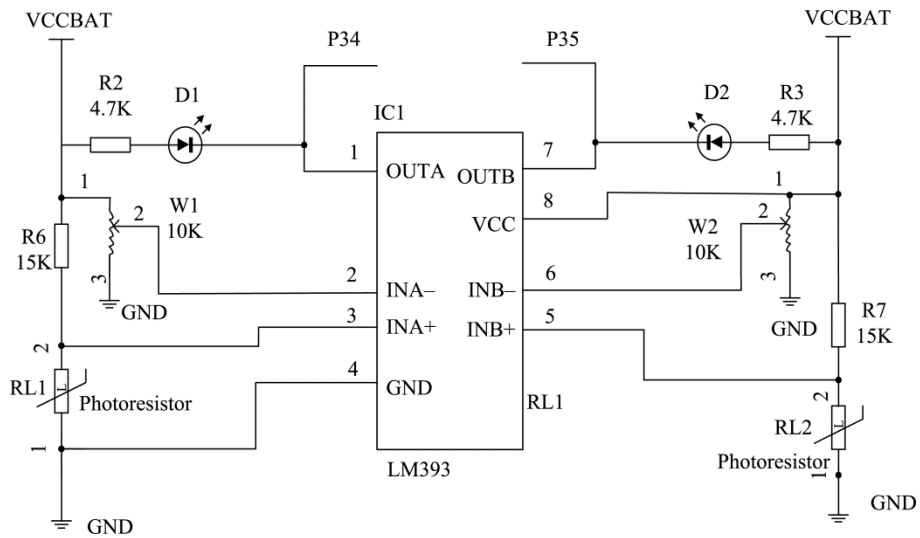 VCCBAT
P34
P35
VCCBAT
R2
4.7K
D1
IC1
D2
R3
4.7K
1
OUTA
OUTB
7
1
2
W1
10K
3
GND
R6
15K
8
VCC
1
2
W2
10K
3
GND
2
INA–
INB–
6
3
INA+
INB+
5
R7
15K
2
4
GND
RL1
RL1
L
Photoresistor
1
GND
LM393
2
RL2
L
Photoresistor
1
GND